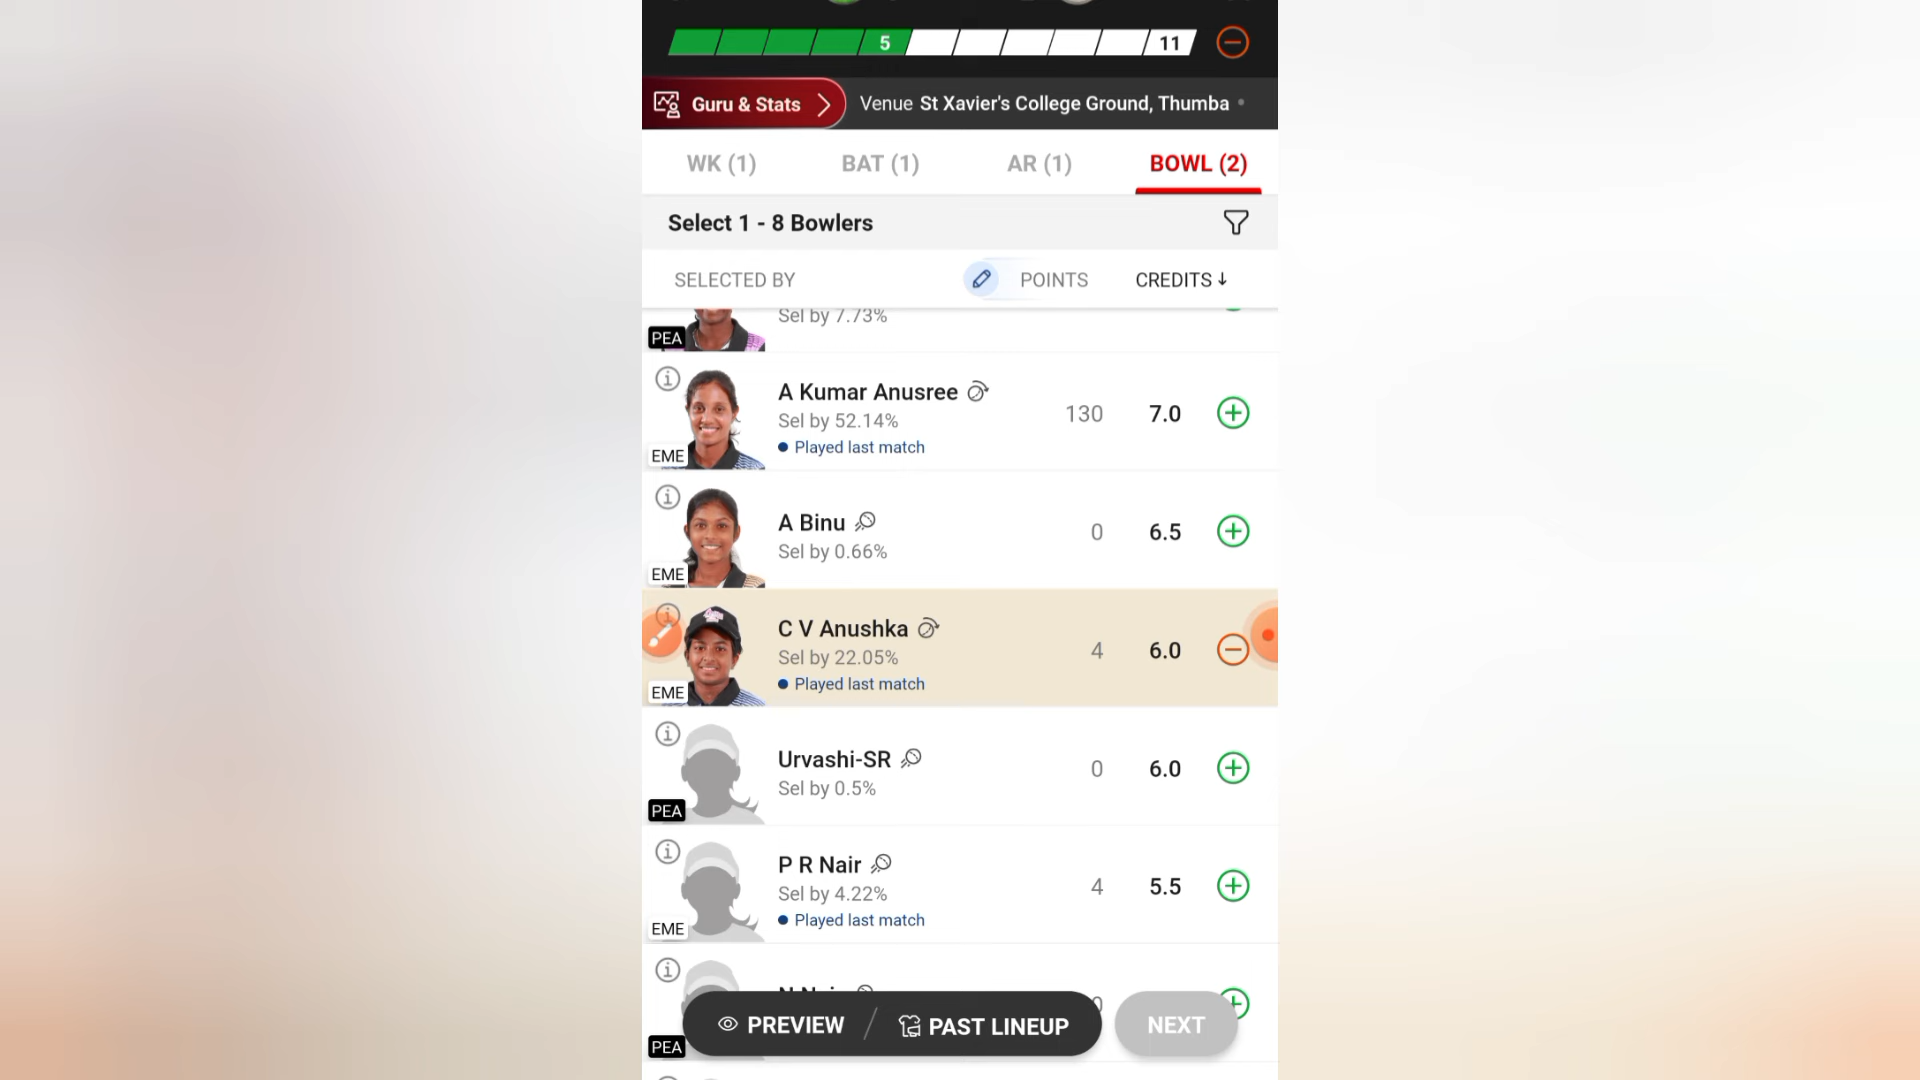 5
11
Guru & Stats
Venue St Xavier's College Ground, Thumba
WK (1)
BAT (1)
AR (1)
BOWL (2)
Select 1 - 8 Bowlers
SELECTED BY
POINTS
CREDITS
Sel by 7.73%
PEA
A Kumar Anusree
Sel by 52.14%
130
7.0
Played last match
EME
A Binu
Sel by 0.66%
0
6.5
EME
C V Anushka
Sel by 22.05%
4
6.0
Played last match
EME
Urvashi-SR
Sel by 0.5%
0
6.0
PEA
P R Nair
Sel by 4.22%
4
5.5
Played last match
EME
PREVIEW
PAST LINEUP
NEXT
PEA